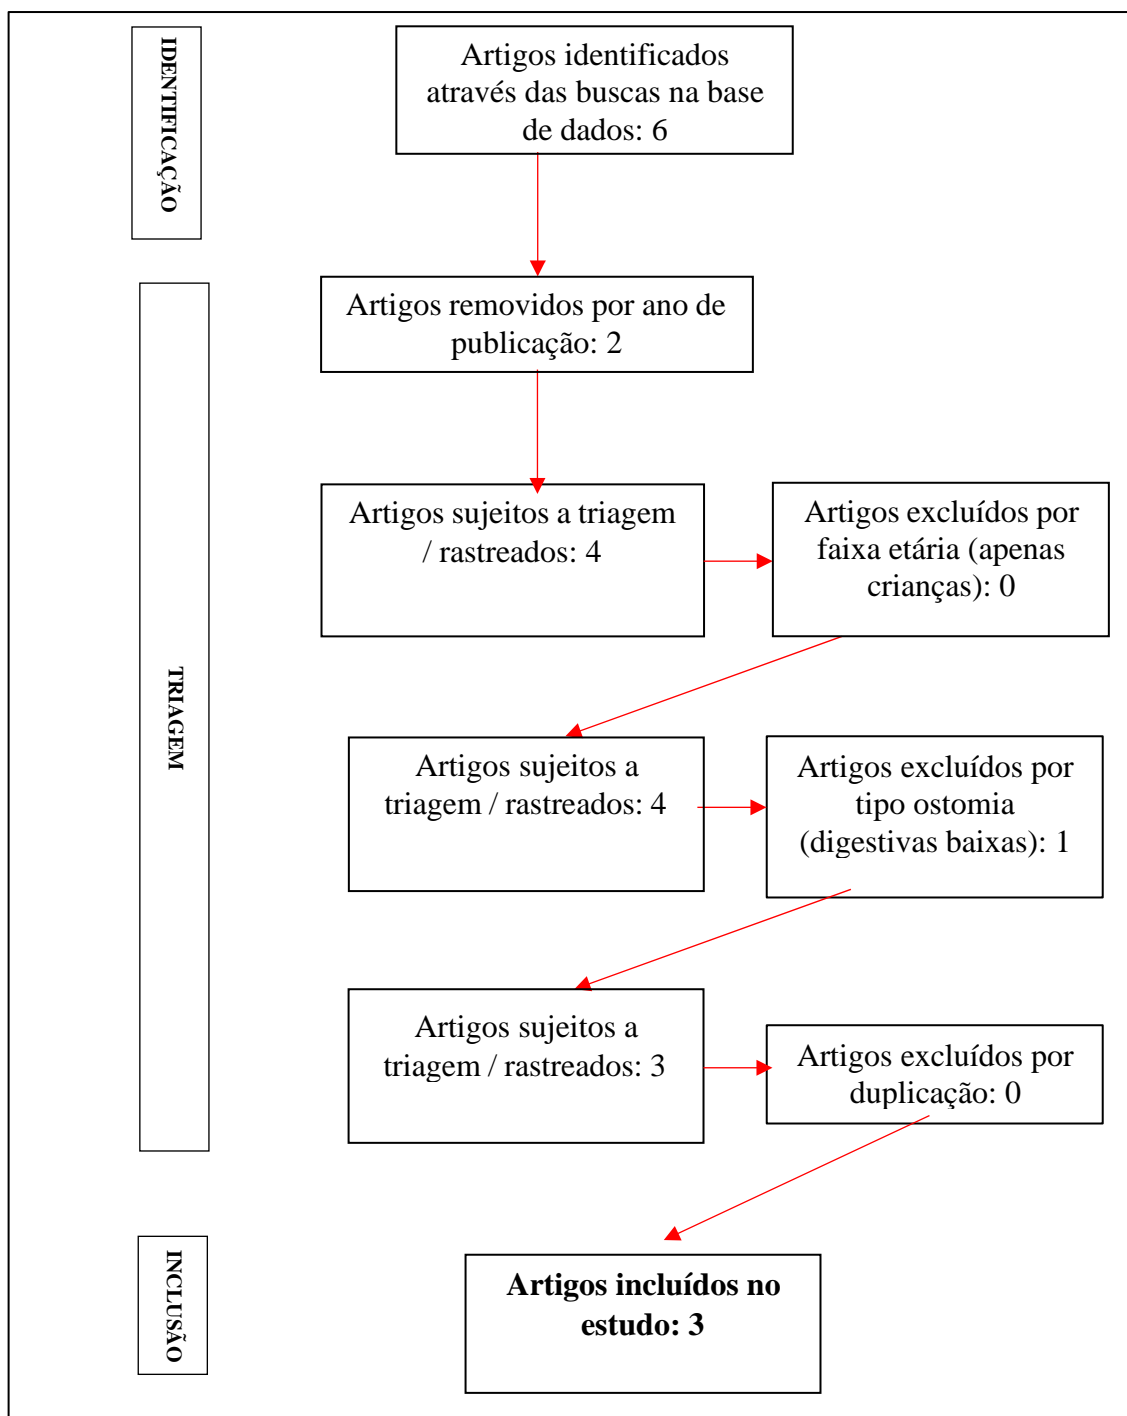 IDENTIFICAÇÃO
Artigos identificados
através das buscas na base
de dados: 6
Artigos removidos por ano de
publicação: 2
TRIAGEM
Artigos sujeitos a triagem
/ rastreados: 4
Artigos excluídos por
faixa etária (apenas
crianças): 0
Artigos sujeitos a
triagem / rastreados: 4
Artigos excluídos por
tipo ostomia
(digestivas baixas): 1
Artigos sujeitos a
triagem / rastreados: 3
Artigos excluídos por
duplicação: 0
INCLUSÃO
Artigos incluídos no
estudo: 3